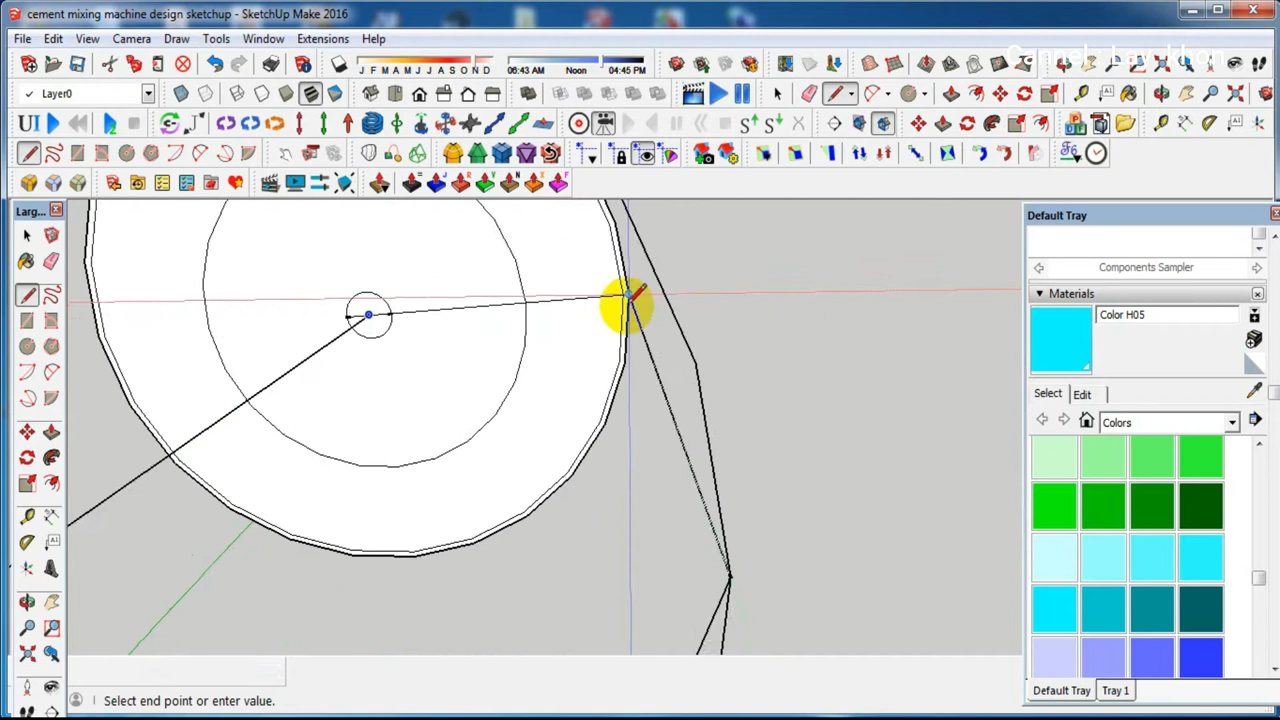 cement mixing machine design sketchup - SketchUp Make 2016
File Edit View Camera Draw Tools Window Extensions Help
J F M A M J J A S O N D
06:43 AM Noon 04:45 PM
Layer0
UI
Larg...
Default Tray
Components Sampler
Materials
Color H05
Select Edit
Colors
Default Tray Tray 1
Select end point or enter value.